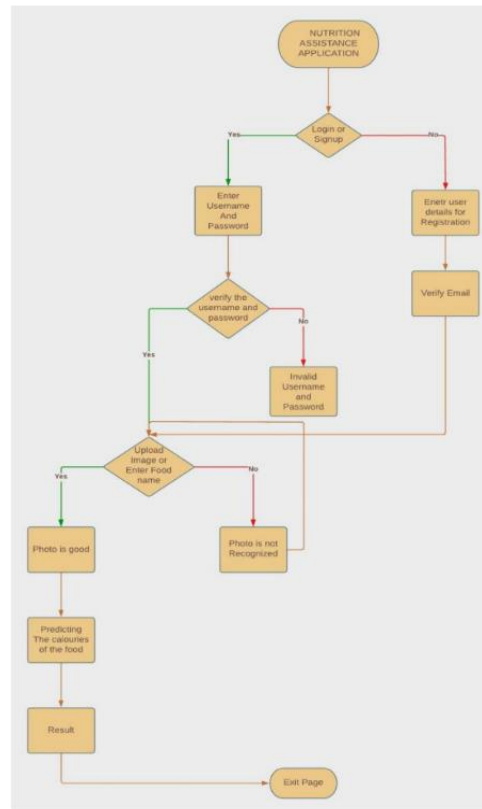 NUTRITION
ASSISTANCE
APPLICATION
Login or
Signup
Yes
No
Enter
Username
And
Password
Enetr user
details for
Registration
verify the
username and
password
Verify Email
No
Yes
Invalid
Username
and
Password
Upload
Image or
Enter Food
name
Yes
No
Photo is good
Photo is not
Recognized
Predicting
The calouries
of the food
Result
Exit Page